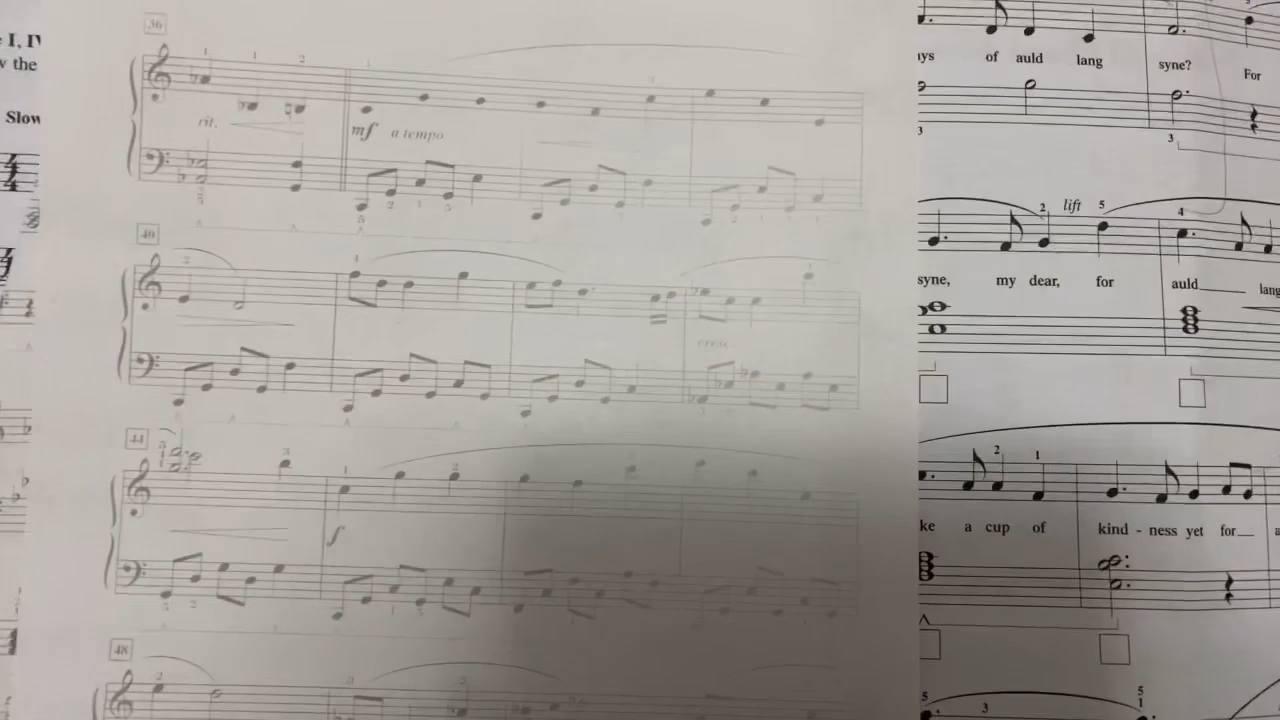 I, IV
w the
Slow
36
rit.
mf a tempo
40
cresc.
44
f
48
ys of auld lang syne? For
lift
syne, my dear, for auld lang
ke a cup of kind - ness yet for